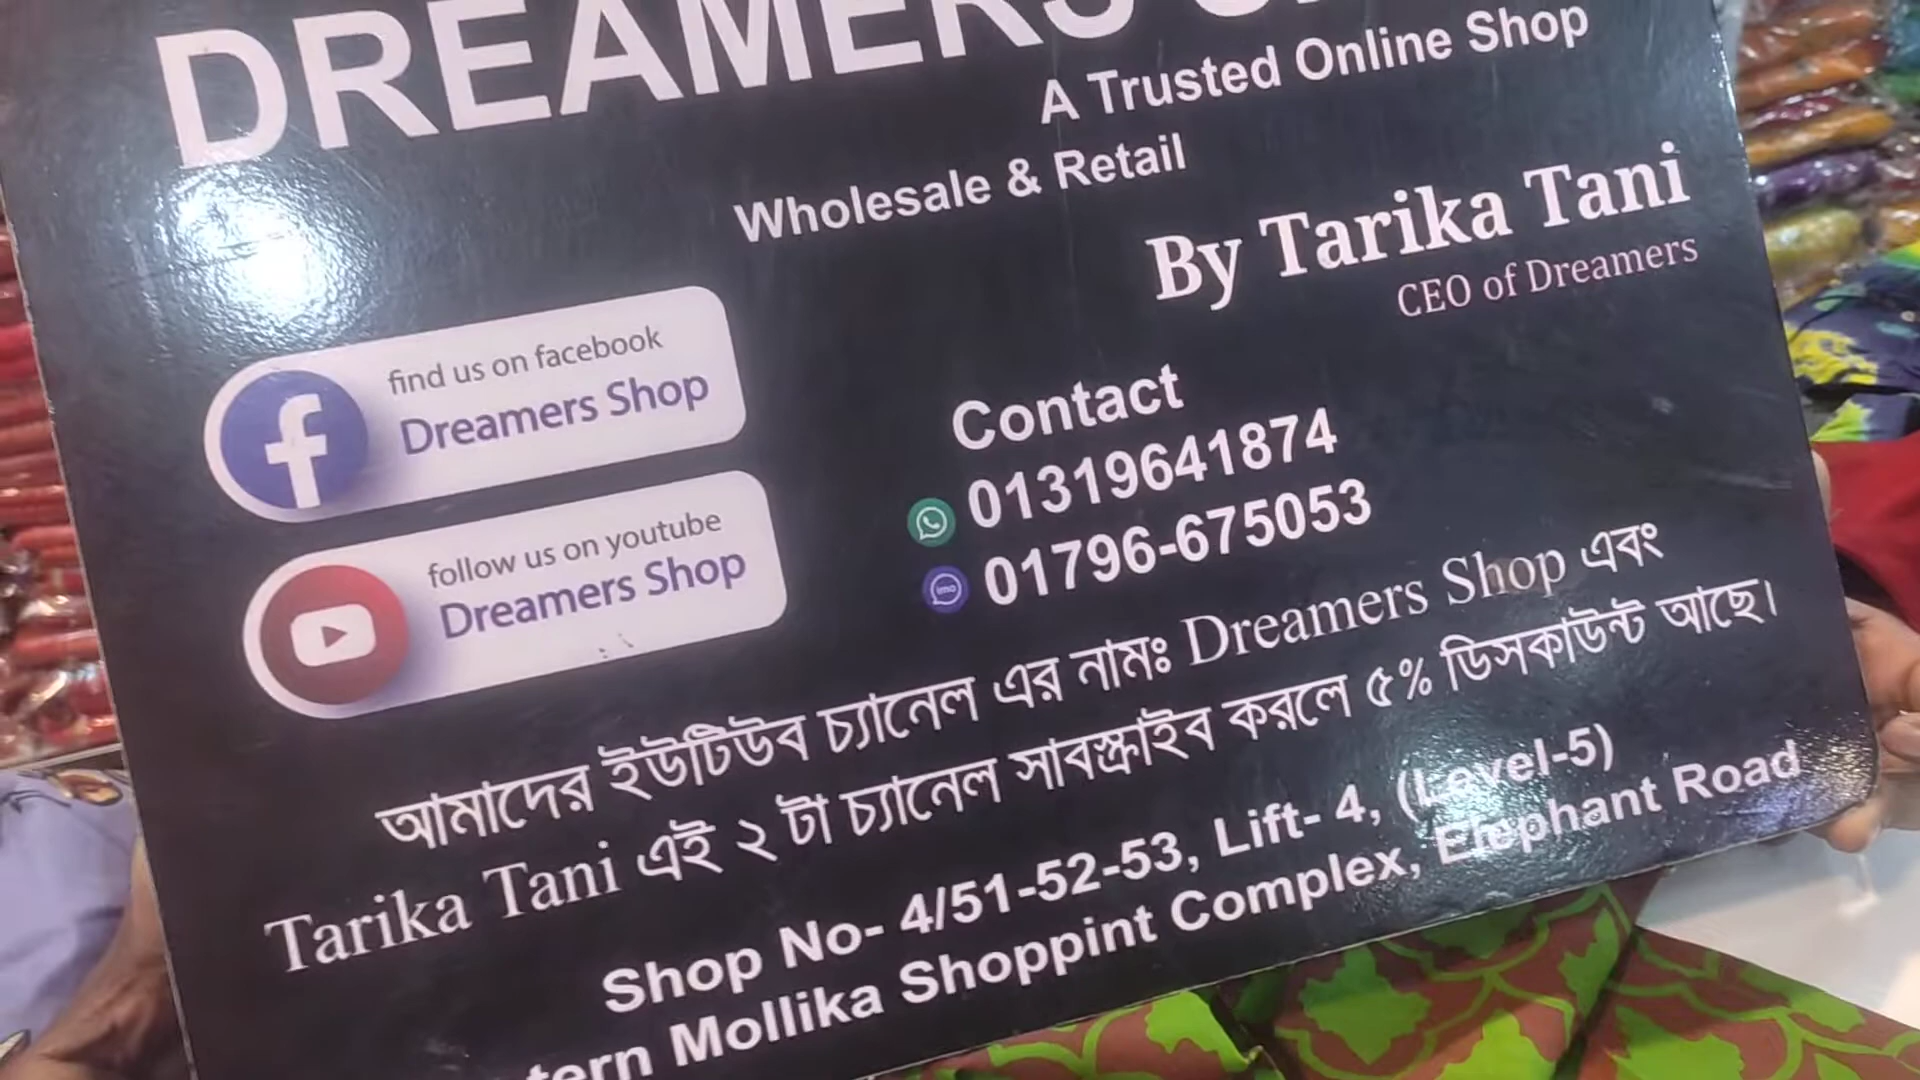 DREAMERS
A Trusted Online Shop
Wholesale & Retail
By Tarika Tani
CEO of Dreamers
find us on facebook
Dreamers Shop
follow us on youtube
Dreamers Shop
Contact
01319641874
imo 01796-675053
আমাদের ইউটিউব চ্যানেল এর নামঃ Dreamers Shop এবং
Tarika Tani এই ২ টা চ্যানেল সাবস্ক্রাইব করলে ৫% ডিসকাউন্ট আছে।
Shop No- 4/51-52-53, Lift- 4, (Level-5)
Mollika Shoppint Complex, Elephant Road